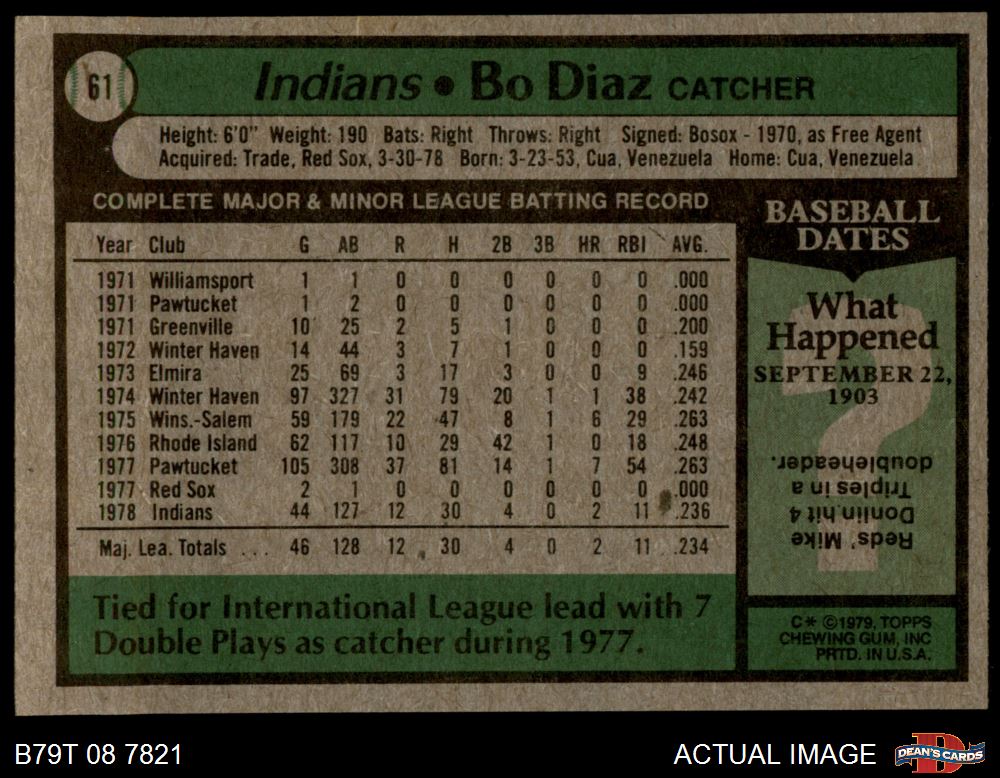 61
Indians • Bo Diaz CATCHER
Height: 6'0" Weight: 190 Bats: Right Throws: Right Signed: Bosox - 1970, as Free Agent
Acquired: Trade, Red Sox, 3-30-78 Born: 3-23-53, Cua, Venezuela Home: Cua, Venezuela
COMPLETE MAJOR & MINOR LEAGUE BATTING RECORD
Year Club G AB R H 2B 3B HR RBI AVG.
1971 Williamsport 1 1 0 0 0 0 0 0 .000
1971 Pawtucket 1 2 0 0 0 0 0 0 .000
1971 Greenville 10 25 2 5 1 0 0 0 .200
1972 Winter Haven 14 44 3 7 1 0 0 0 .159
1973 Elmira 25 69 3 17 3 0 0 9 .246
1974 Winter Haven 97 327 31 79 20 1 1 38 .242
1975 Wins.-Salem 59 179 22 47 8 1 6 29 .263
1976 Rhode Island 62 117 10 29 42 1 0 18 .248
1977 Pawtucket 105 308 37 81 14 1 7 54 .263
1977 Red Sox 2 1 0 0 0 0 0 0 .000
1978 Indians 44 127 12 30 4 0 2 11 .236
Maj. Lea. Totals ... 46 128 12 30 4 0 2 11 .234
Tied for International League lead with 7
Double Plays as catcher during 1977.
BASEBALL
DATES
What
Happened
SEPTEMBER 22,
1903
Reds' Mike
Donlin hit 4
Triples in a
doubleheader.
C* ©1979, TOPPS
CHEWING GUM, INC
PRTD. IN U.S.A.
B79T 08 7821
ACTUAL IMAGE
DEAN'S CARDS